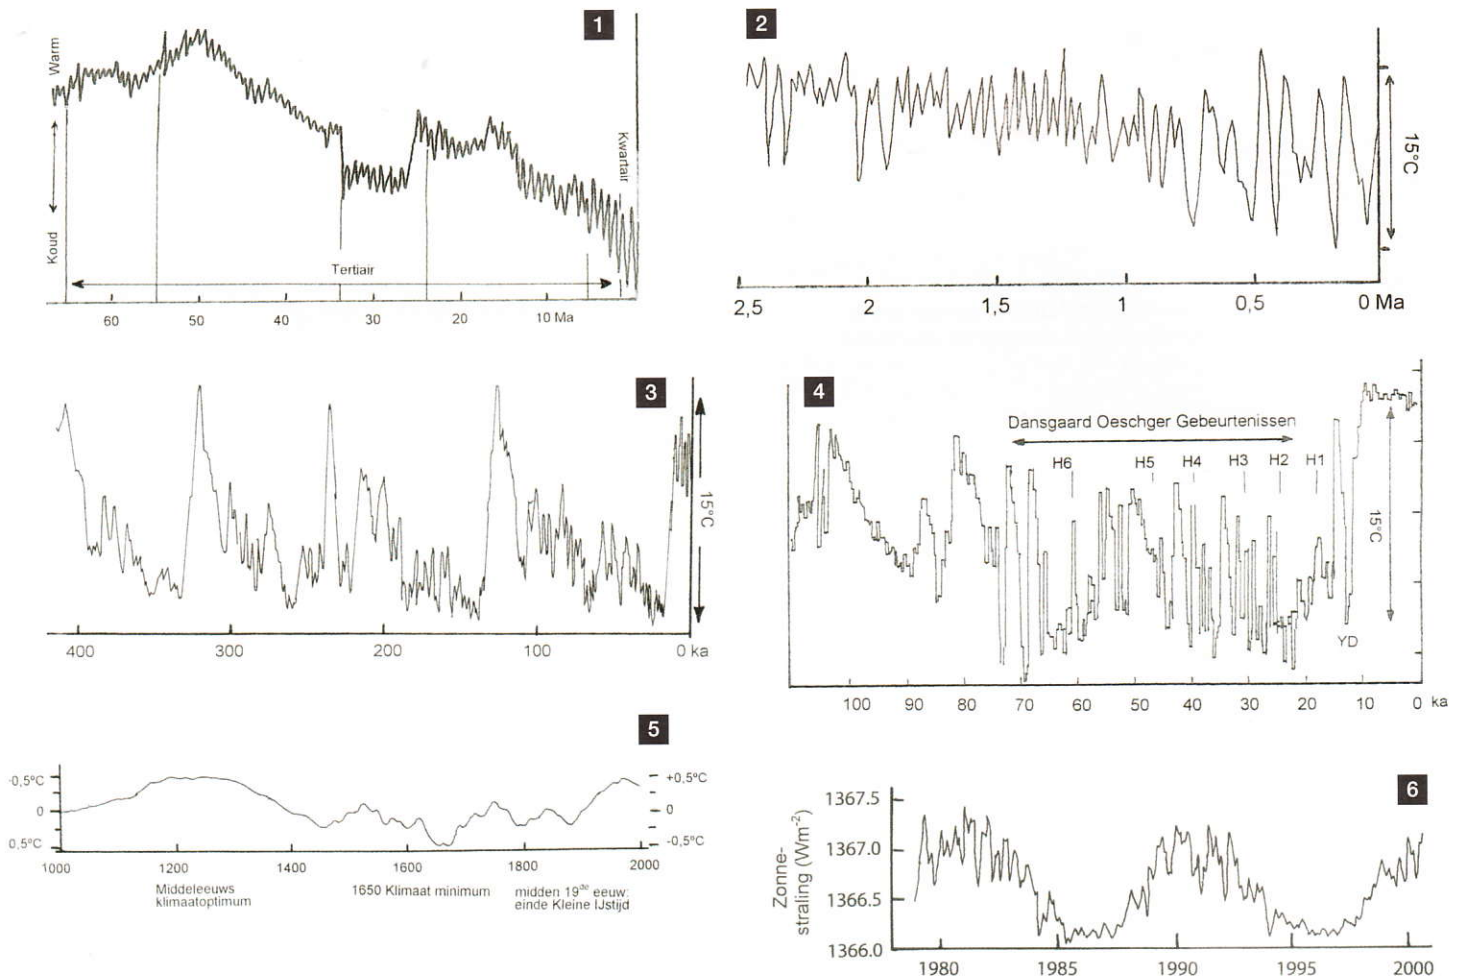 1
Warm
Koud
Kwartair
Tertiair
60 50 40 30 20 10 Ma
2
15°C
2,5 2 1,5 1 0,5 0 Ma
3
15°C
400 300 200 100 0 ka
4
Dansgaard Oeschger Gebeurtenissen
H6 H5 H4 H3 H2 H1
15°C
YD
100 90 80 70 60 50 40 30 20 10 0 ka
5
-0,5°C +0,5°C
0 0
0,5°C -0,5°C
1000 1200 1400 1600 1800 2000
Middeleeuws
klimaatoptimum
1650 Klimaat minimum
midden 19de eeuw:
einde Kleine IJstijd
6
Zonne-
straling (Wm-2)
1367.5
1367.0
1366.5
1366.0
1980 1985 1990 1995 2000